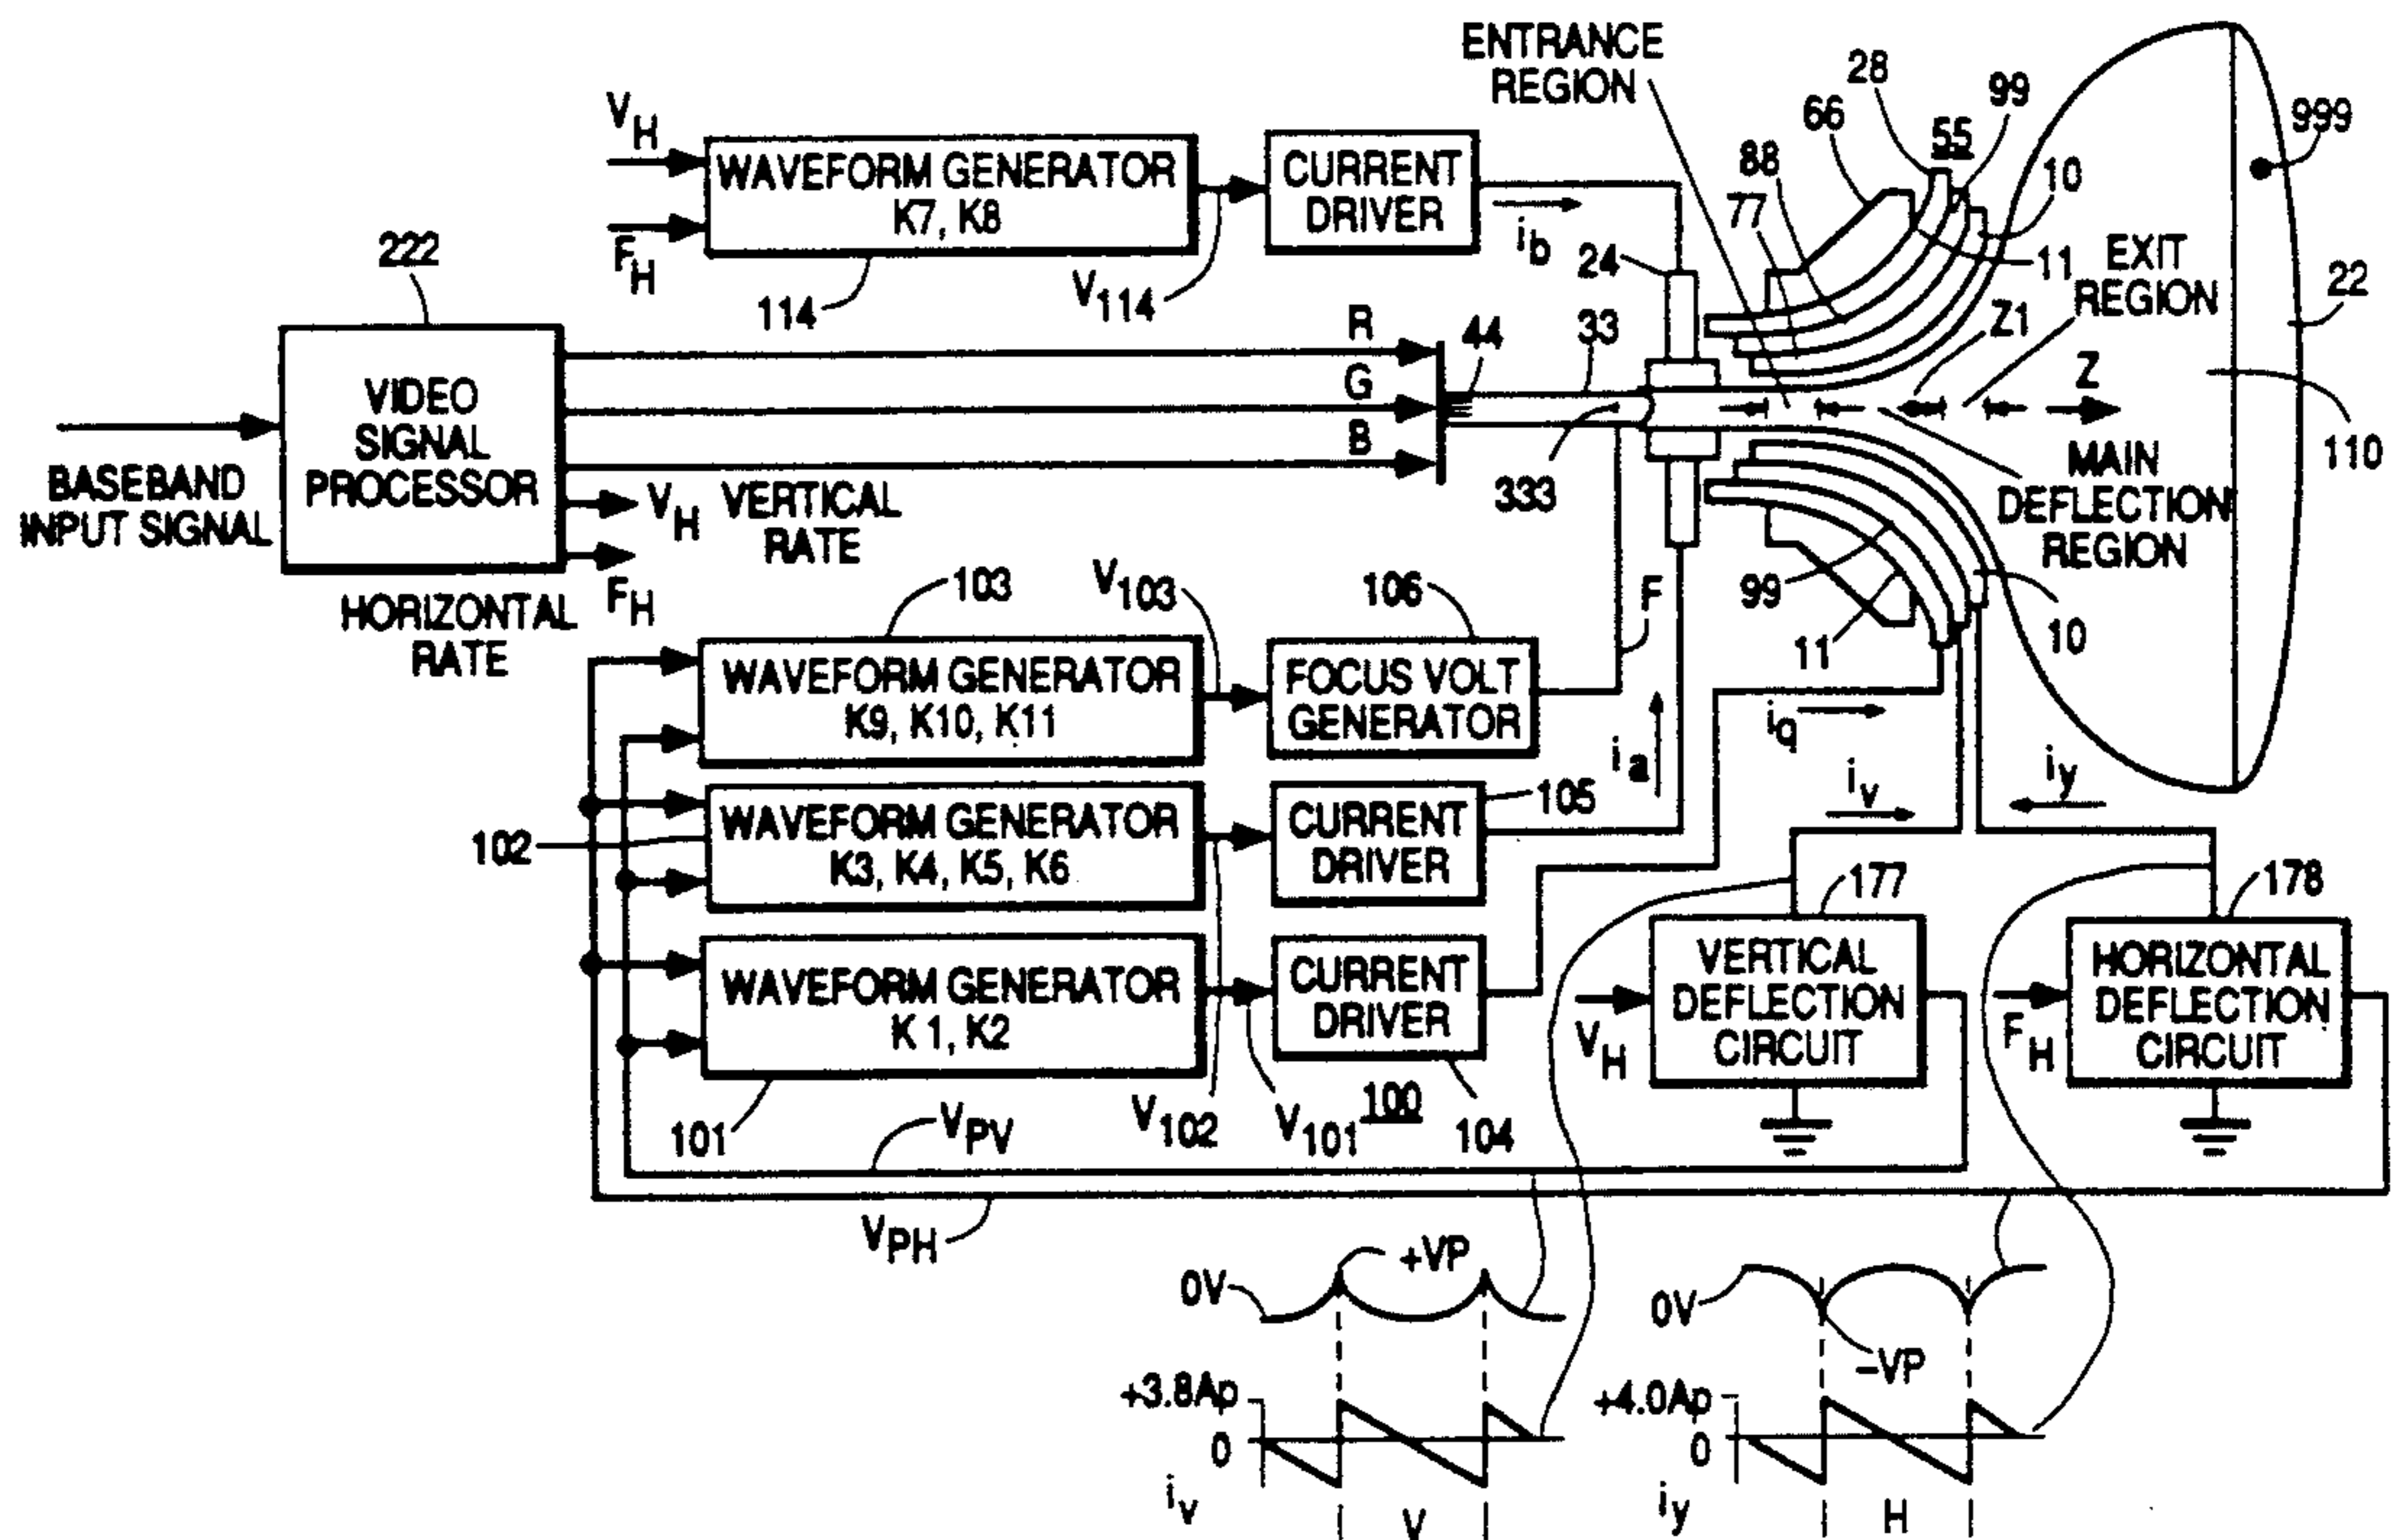 ENTRANCE
REGION
28
99
66
55
999
88
10
77
V_H
WAVEFORM GENERATOR
K7, K8
F_H
114
V_114
CURRENT
DRIVER
i_b
24
11
EXIT
REGION
22
Z1
Z
110
222
VIDEO
SIGNAL
PROCESSOR
BASEBAND
INPUT SIGNAL
R
G
B
44
33
333
MAIN
DEFLECTION
REGION
V_H
VERTICAL
RATE
F_H
HORIZONTAL
RATE
99
11
10
103
V_103
106
F
WAVEFORM GENERATOR
K9, K10, K11
FOCUS VOLT
GENERATOR
i_a
i_q
i_v
i_y
102
WAVEFORM GENERATOR
K3, K4, K5, K6
CURRENT
DRIVER
105
WAVEFORM GENERATOR
K1, K2
CURRENT
DRIVER
177
178
V_H
VERTICAL
DEFLECTION
CIRCUIT
F_H
HORIZONTAL
DEFLECTION
CIRCUIT
101
V_PV
V_102
V_101
100
104
V_PH
0V
+VP
0V
-VP
+3.8Ap
0
i_v
V
+4.0Ap
0
i_y
H